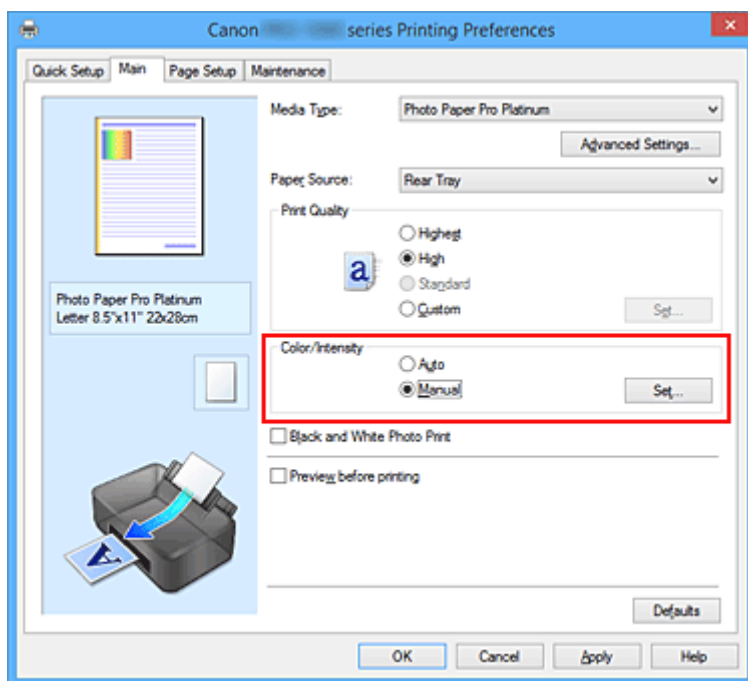 Canon series Printing Preferences
Quick Setup Main Page Setup Maintenance
Media Type: Photo Paper Pro Platinum
Advanced Settings...
Paper Source: Rear Tray
Print Quality
Highest
High
Standard
Custom Set...
Photo Paper Pro Platinum
Letter 8.5"x11" 22x28cm
Color/Intensity
Auto
Manual Set...
Black and White Photo Print
Preview before printing
Defaults
OK Cancel Apply Help